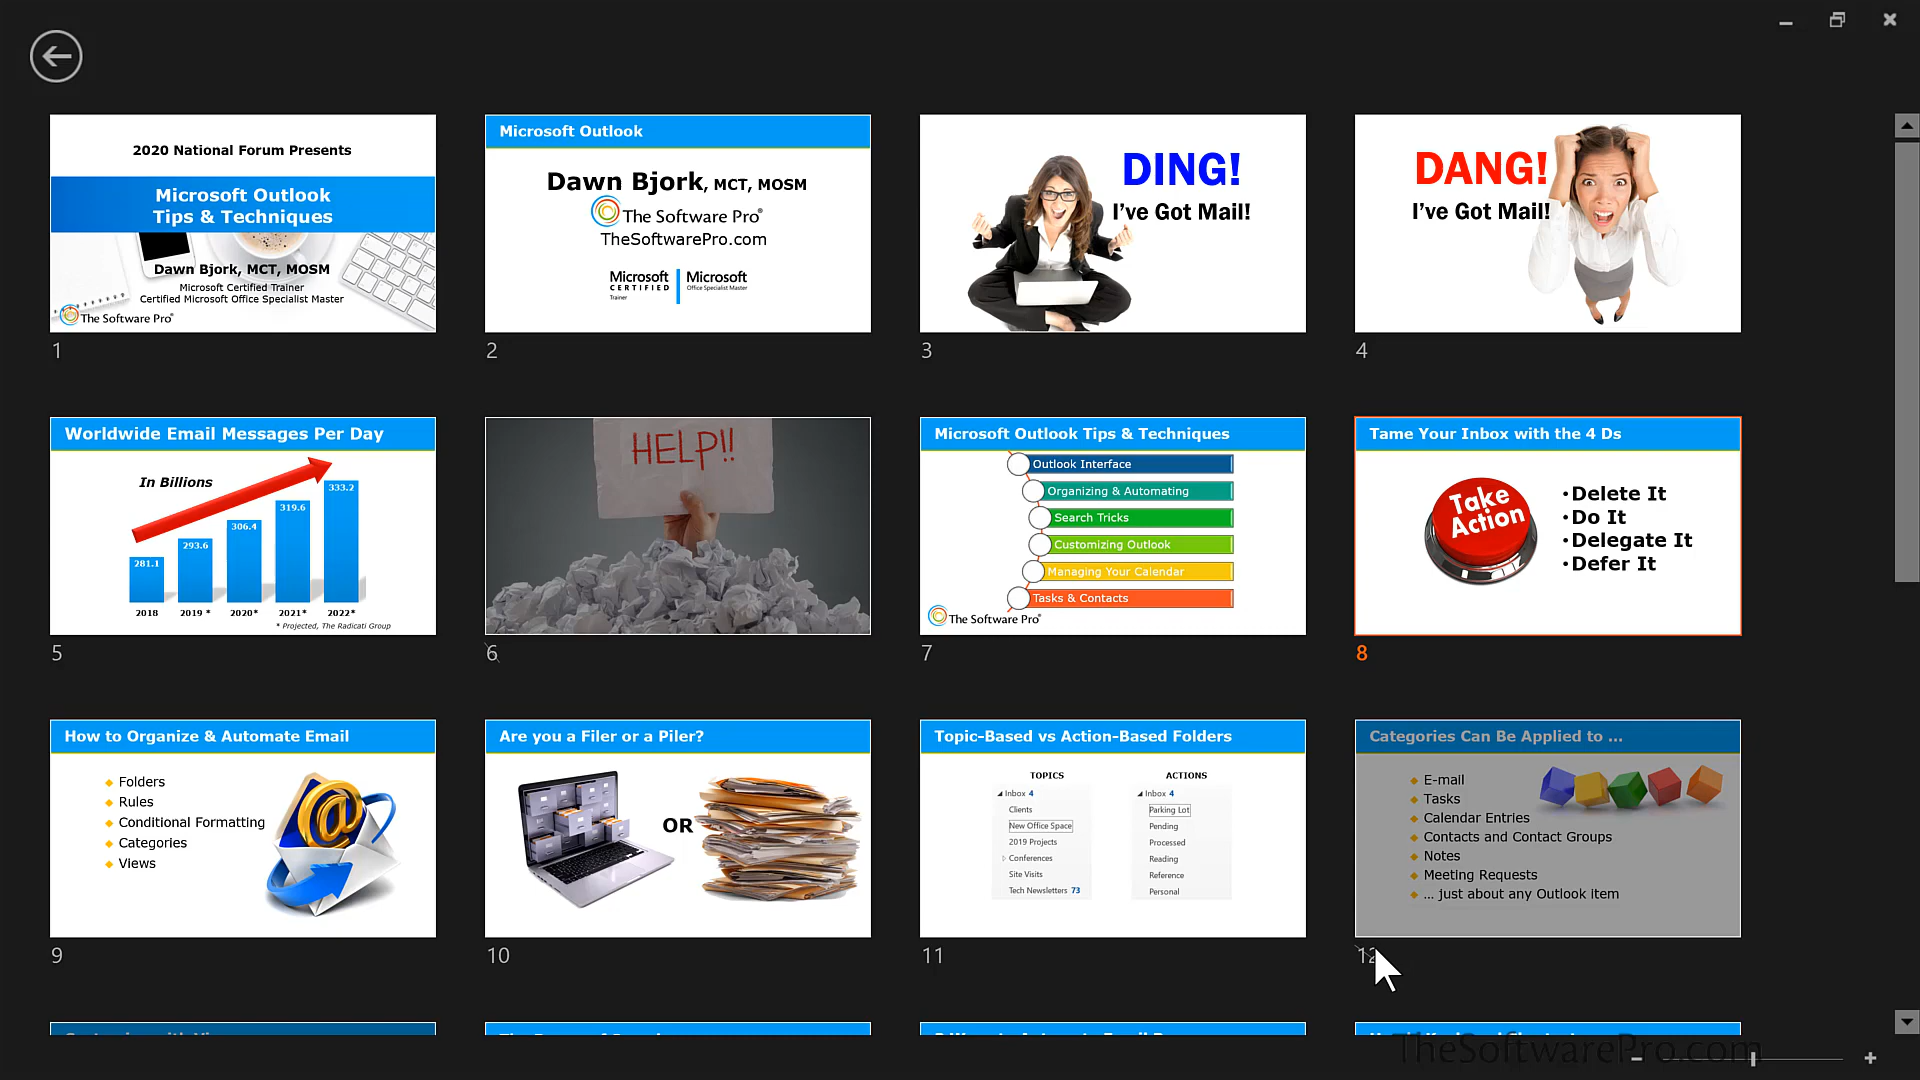 2020 National Forum Presents
Microsoft Outlook
Tips & Techniques
Dawn Bjork, MCT, MOSM
Microsoft Certified Trainer
Certified Microsoft Office Specialist Master
The Software Pro®
1
Microsoft Outlook
Dawn Bjork, MCT, MOSM
The Software Pro®
TheSoftwarePro.com
Microsoft
CERTIFIED
Trainer
Microsoft
Office Specialist Master
2
DING!
I've Got Mail!
3
DANG!
I've Got Mail!
4
Worldwide Email Messages Per Day
In Billions
281.1
293.6
306.4
319.6
333.2
2018 2019 * 2020* 2021* 2022*
* Projected, The Radicati Group
5
HELP!!
6
Microsoft Outlook Tips & Techniques
Outlook Interface
Organizing & Automating
Search Tricks
Customizing Outlook
Managing Your Calendar
Tasks & Contacts
The Software Pro®
7
Tame Your Inbox with the 4 Ds
Take
Action
• Delete It
• Do It
• Delegate It
• Defer It
8
How to Organize & Automate Email
Folders
Rules
Conditional Formatting
Categories
Views
9
Are you a Filer or a Piler?
OR
10
Topic-Based vs Action-Based Folders
TOPICS
Inbox 4
Clients
New Office Space
2019 Projects
Conferences
Site Visits
Tech Newsletters 73
ACTIONS
Inbox 4
Parking Lot
Pending
Processed
Reading
Reference
Personal
11
Categories Can Be Applied to ...
E-mail
Tasks
Calendar Entries
Contacts and Contact Groups
Notes
Meeting Requests
... just about any Outlook item
12
TheSoftwarePro.com